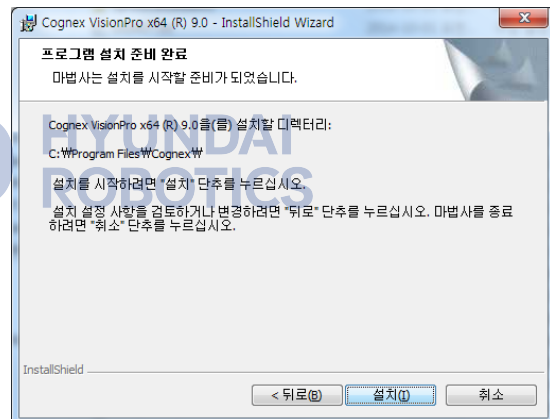 Cognex VisionPro x64 (R) 9.0 - InstallShield Wizard
프로그램 설치 준비 완료
마법사는 설치를 시작할 준비가 되었습니다.
Cognex VisionPro x64 (R) 9.0을(를) 설치할 디렉터리:
C:₩Program Files₩Cognex₩
HYUNDAI
ROBOTICS
설치를 시작하려면 "설치" 단추를 누르십시오.
설치 설정 사항을 검토하거나 변경하려면 "뒤로" 단추를 누르십시오. 마법사를 종료
하려면 "취소" 단추를 누르십시오.
InstallShield
< 뒤로(B)
설치(I)
취소